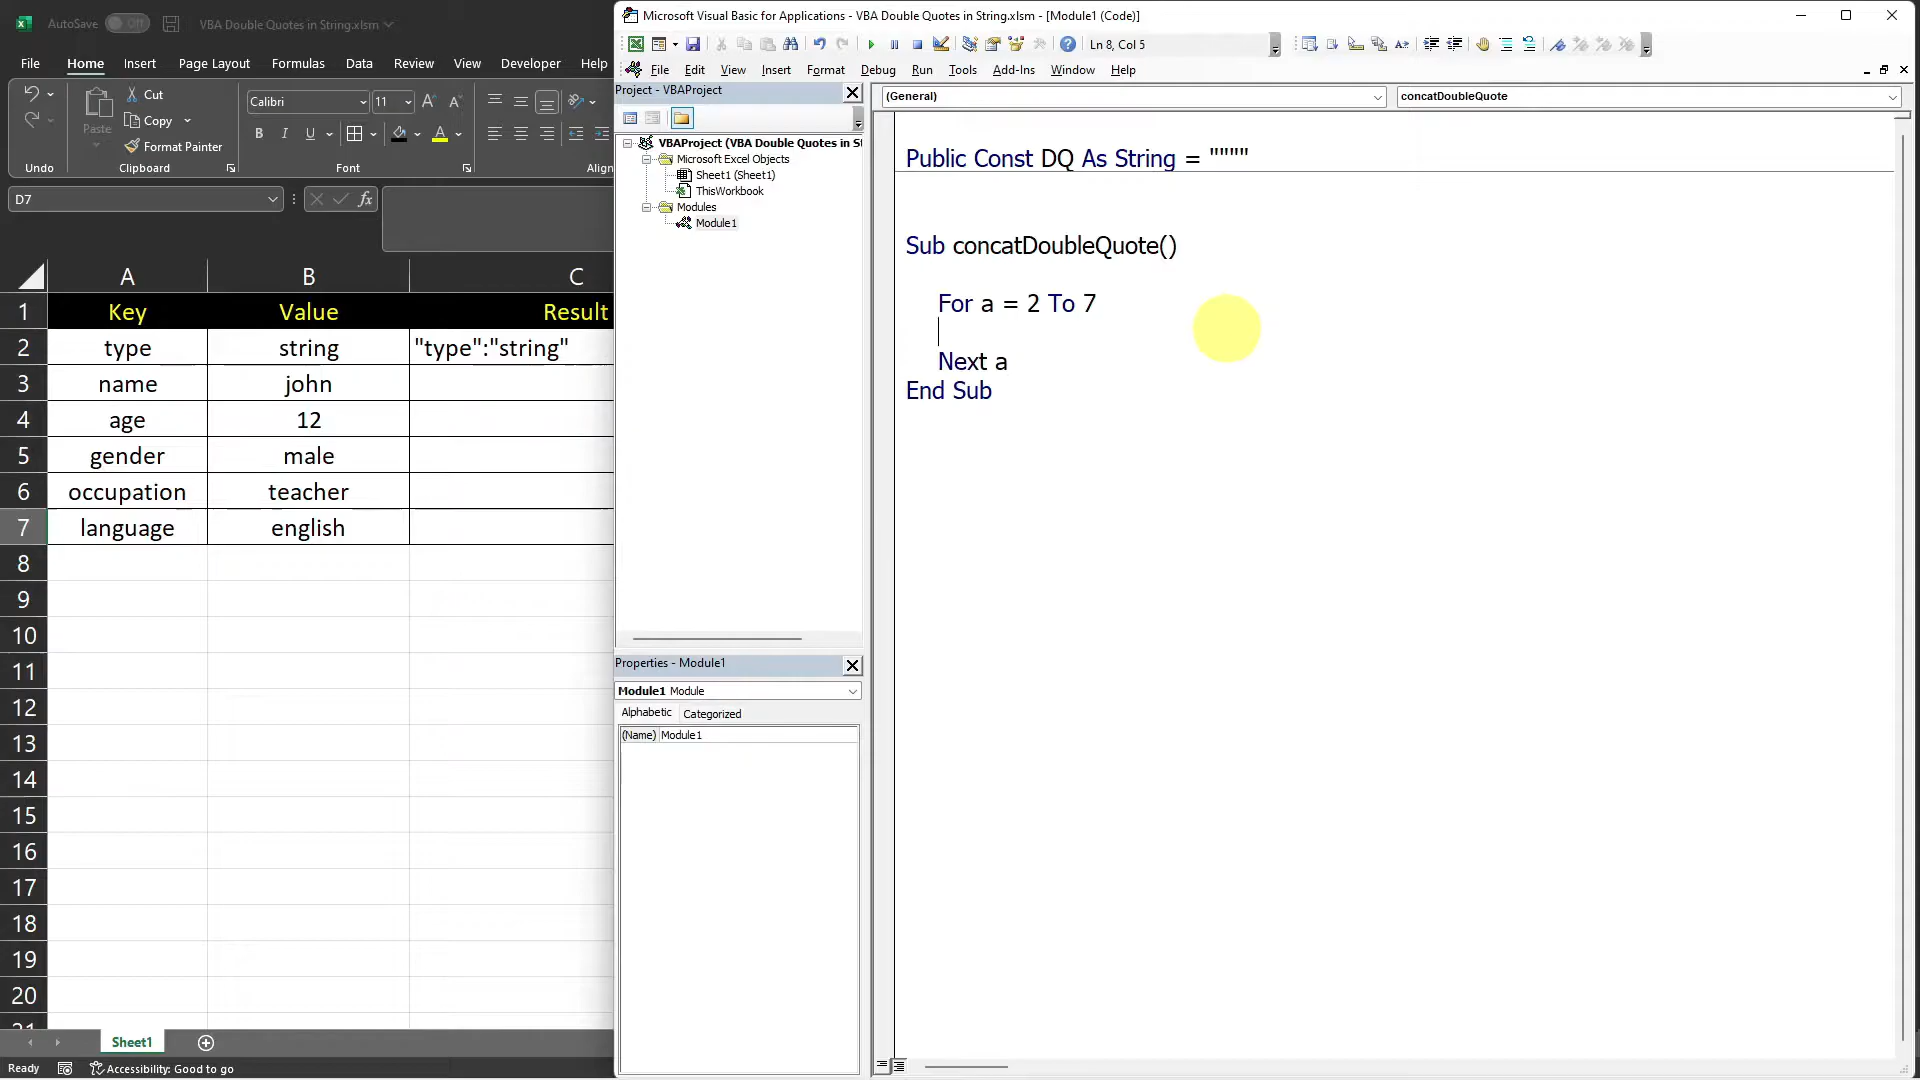 AutoSave Off VBA Double Quotes in String.xlsm
File Home Insert Page Layout Formulas Data Review View Developer Help
Paste
Cut
Copy
Format Painter
Calibri 11
B I U
Undo Clipboard Font Align
D7 fx
A B C
1 Key Value Result
2 type string "type":"string"
3 name john
4 age 12
5 gender male
6 occupation teacher
7 language english
8
9
10
11
12
13
14
15
16
17
18
19
20
21
Sheet1
Ready Accessibility: Good to go
Microsoft Visual Basic for Applications - VBA Double Quotes in String.xlsm - [Module1 (Code)]
Ln 8, Col 5
File Edit View Insert Format Debug Run Tools Add-Ins Window Help
Project - VBAProject
VBAProject (VBA Double Quotes in St
Microsoft Excel Objects
Sheet1 (Sheet1)
ThisWorkbook
Modules
Module1
Properties - Module1
Module1 Module
Alphabetic Categorized
(Name) Module1
(General) concatDoubleQuote
Public Const DQ As String = """"
Sub concatDoubleQuote()
For a = 2 To 7
Next a
End Sub